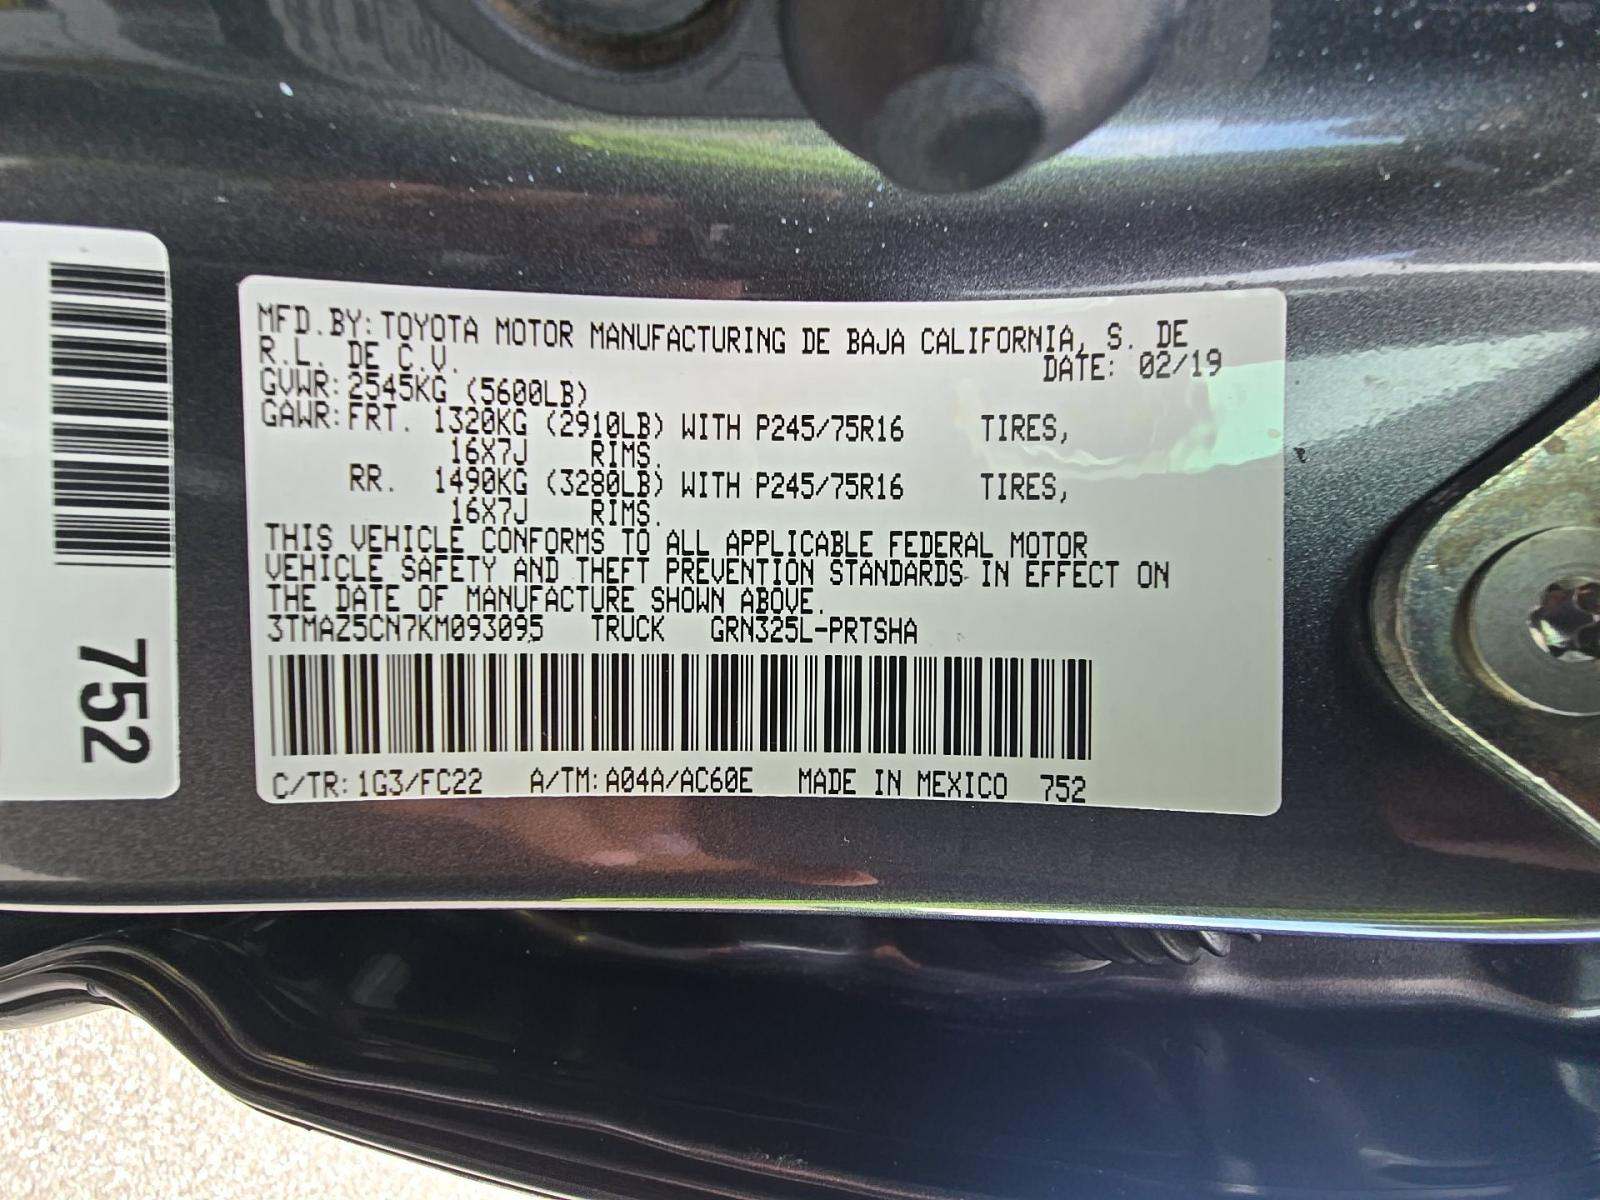 MFD.BY:TOYOTA MOTOR MANUFACTURING DE BAJA CALIFORNIA, S. DE
R.L. DE C.V. DATE: 02/19
GVWR:2545KG (5600LB)
GAWR:FRT. 1320KG (2910LB) WITH P245/75R16 TIRES,
16X7J RIMS.
RR. 1490KG (3280LB) WITH P245/75R16 TIRES,
16X7J RIMS.
THIS VEHICLE CONFORMS TO ALL APPLICABLE FEDERAL MOTOR
VEHICLE SAFETY AND THEFT PREVENTION STANDARDS IN EFFECT ON
THE DATE OF MANUFACTURE SHOWN ABOVE.
3TMAZ5CN7KM093095 TRUCK GRN325L-PRTSHA
C/TR:1G3/FC22 A/TM:A04A/AC60E MADE IN MEXICO 752
752